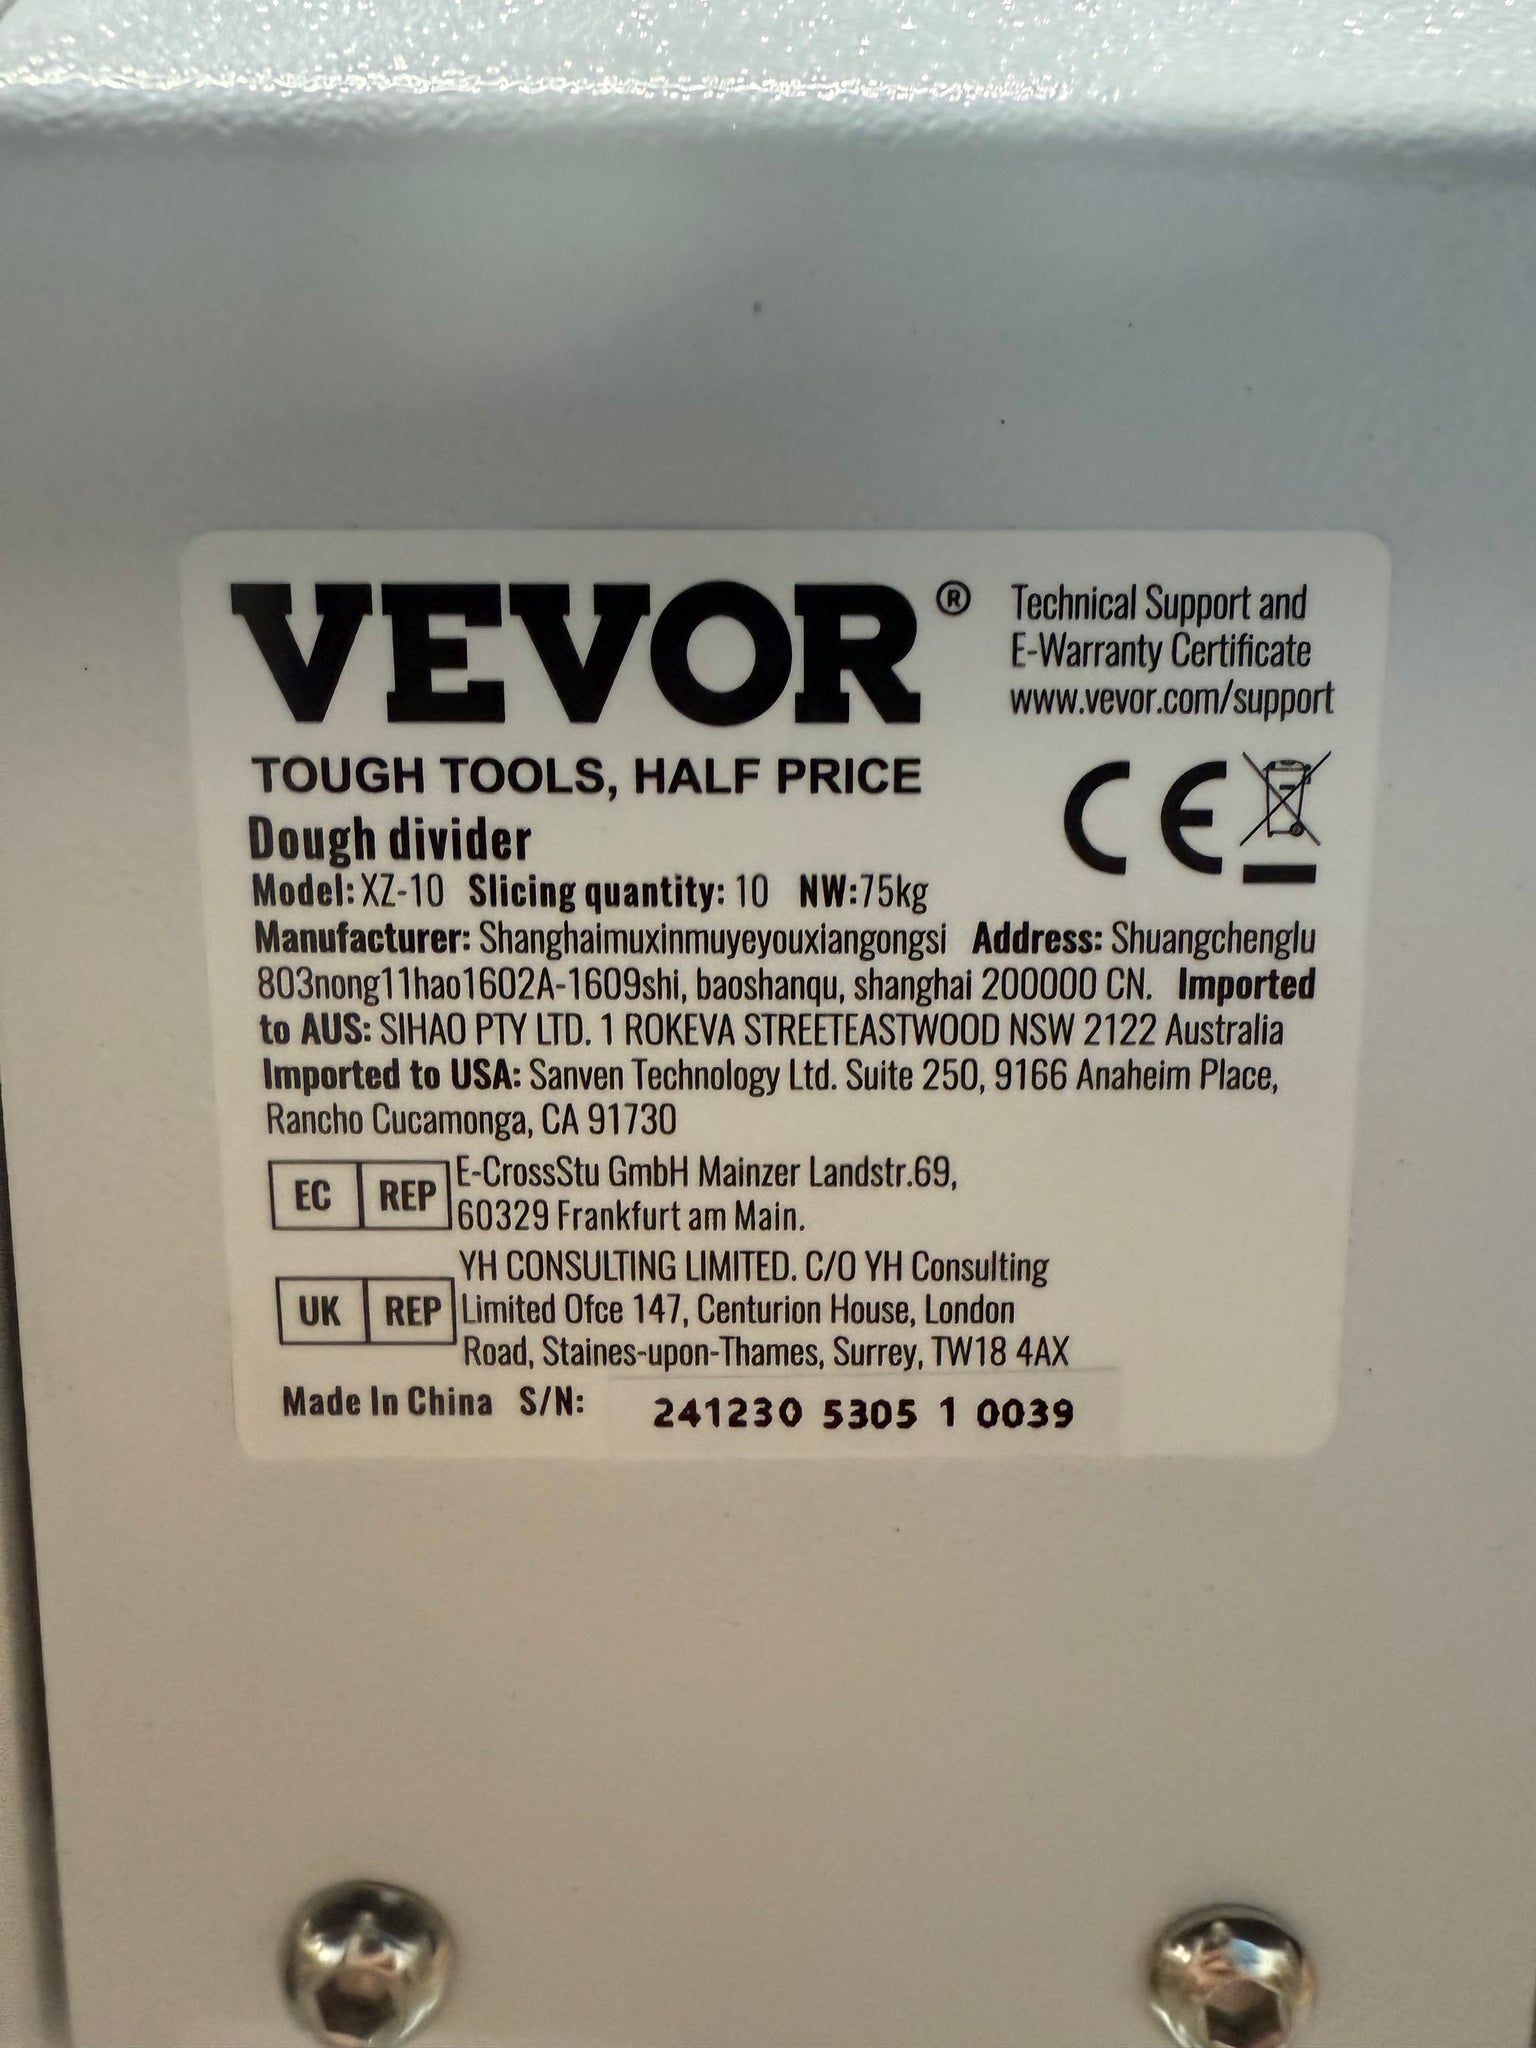 VEVOR®
Technical Support and
E-Warranty Certificate
www.vevor.com/support
TOUGH TOOLS, HALF PRICE
CE
Dough divider
Model: XZ-10 Slicing quantity: 10 NW:75kg
Manufacturer: Shanghaimuxinmuyeyouxiangongsi Address: Shuangchenglu
803nong11hao1602A-1609shi, baoshanqu, shanghai 200000 CN. Imported
to AUS: SIHAO PTY LTD. 1 ROKEVA STREETEASTWOOD NSW 2122 Australia
Imported to USA: Sanven Technology Ltd. Suite 250, 9166 Anaheim Place,
Rancho Cucamonga, CA 91730
EC REP E-CrossStu GmbH Mainzer Landstr.69,
60329 Frankfurt am Main.
YH CONSULTING LIMITED. C/O YH Consulting
UK REP Limited Ofce 147, Centurion House, London
Road, Staines-upon-Thames, Surrey, TW18 4AX
Made In China S/N: 241230 5305 1 0039